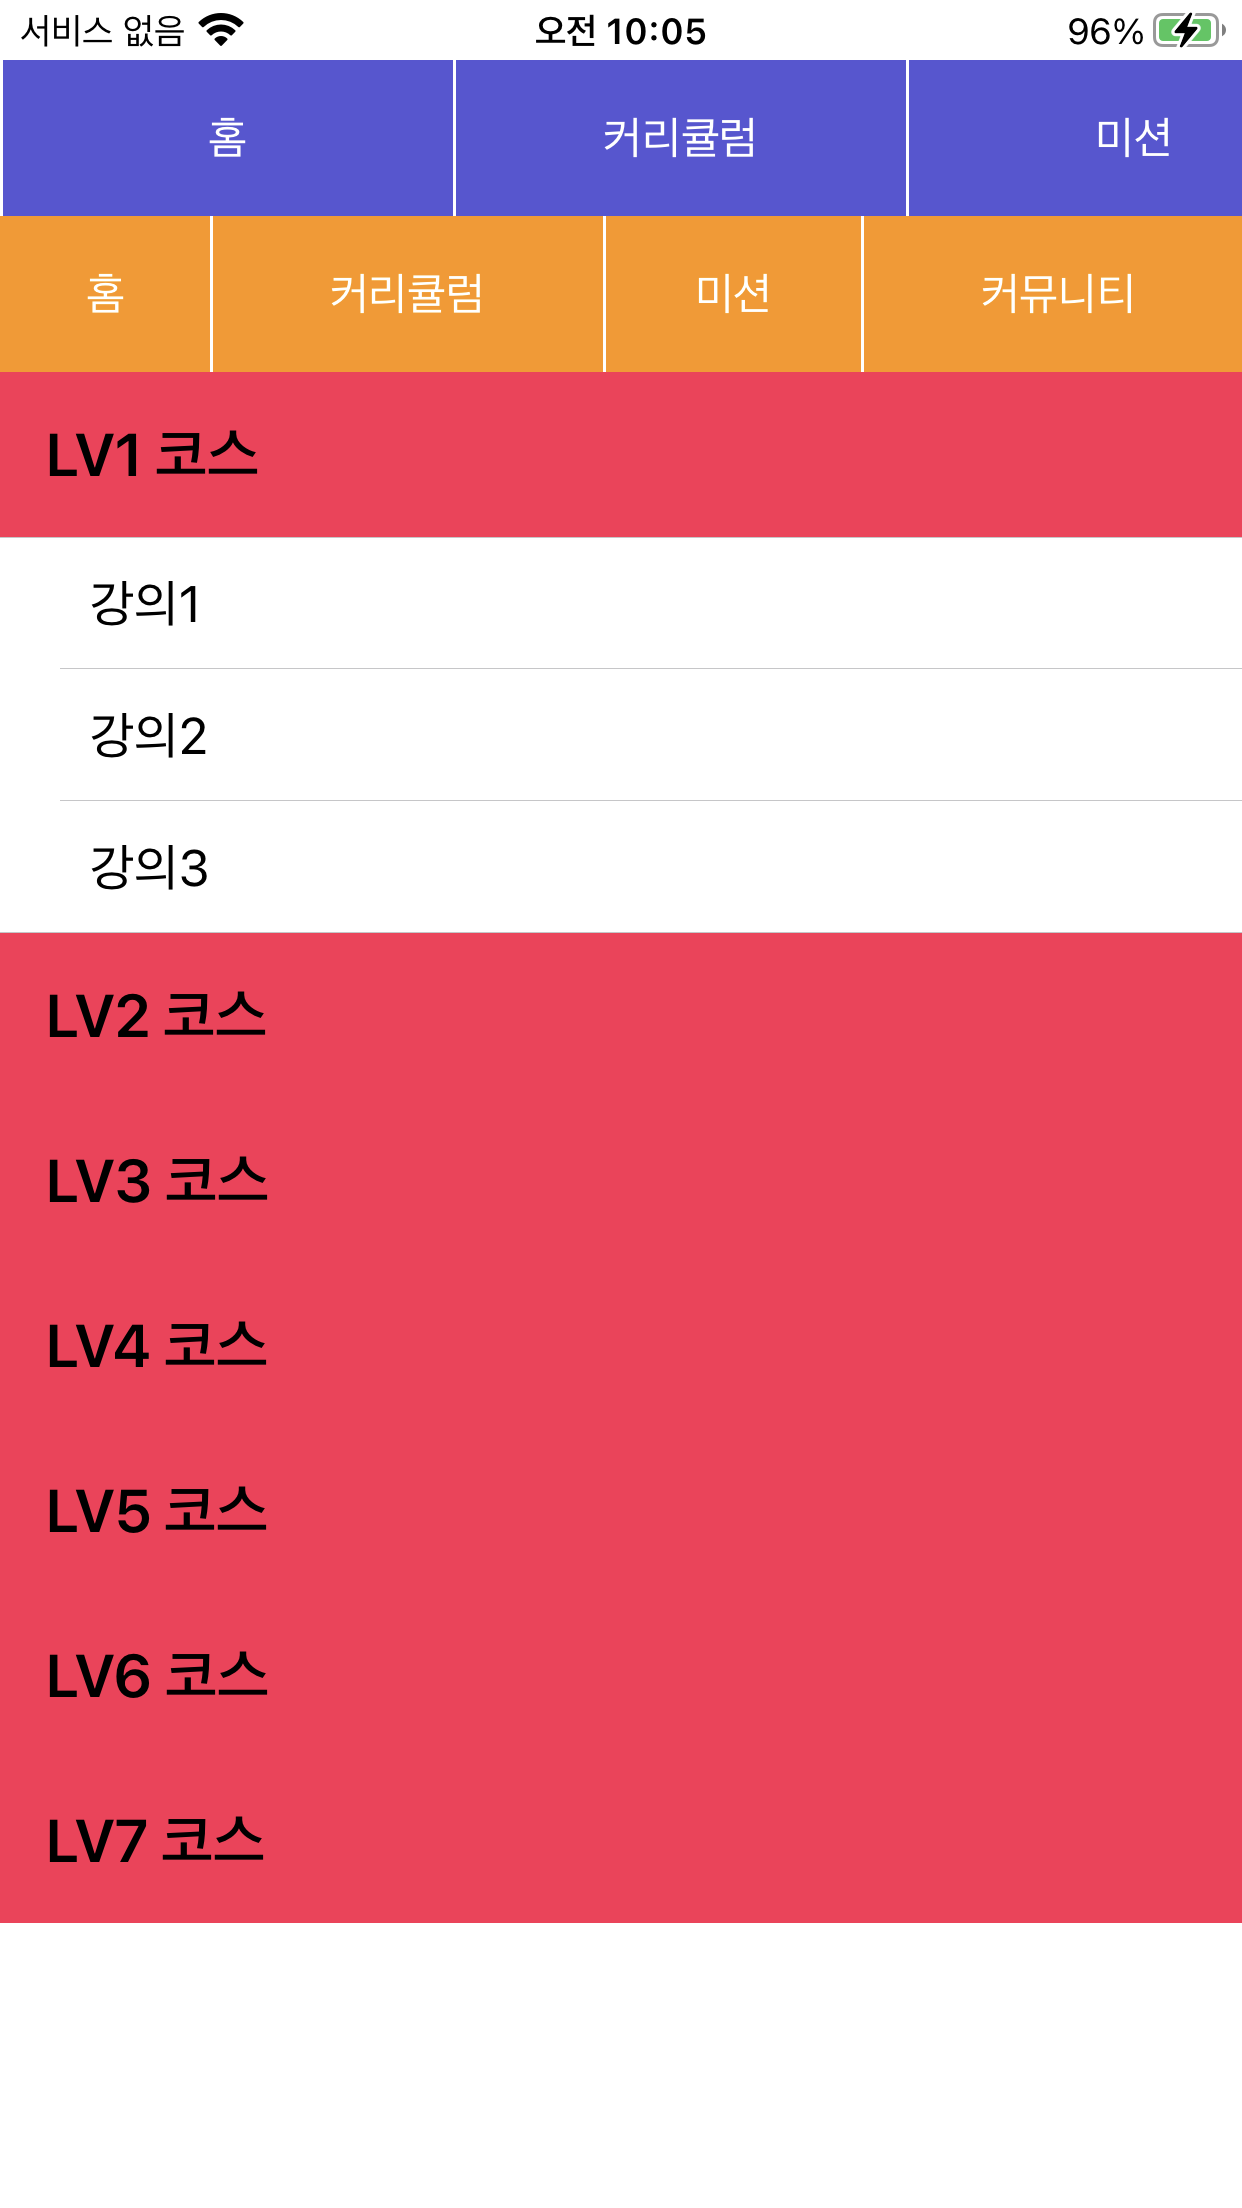 서비스 없음 오전 10:05 96%
홈 커리큘럼 미션
홈 커리큘럼 미션 커뮤니티
LV1 코스
강의1
강의2
강의3
LV2 코스
LV3 코스
LV4 코스
LV5 코스
LV6 코스
LV7 코스